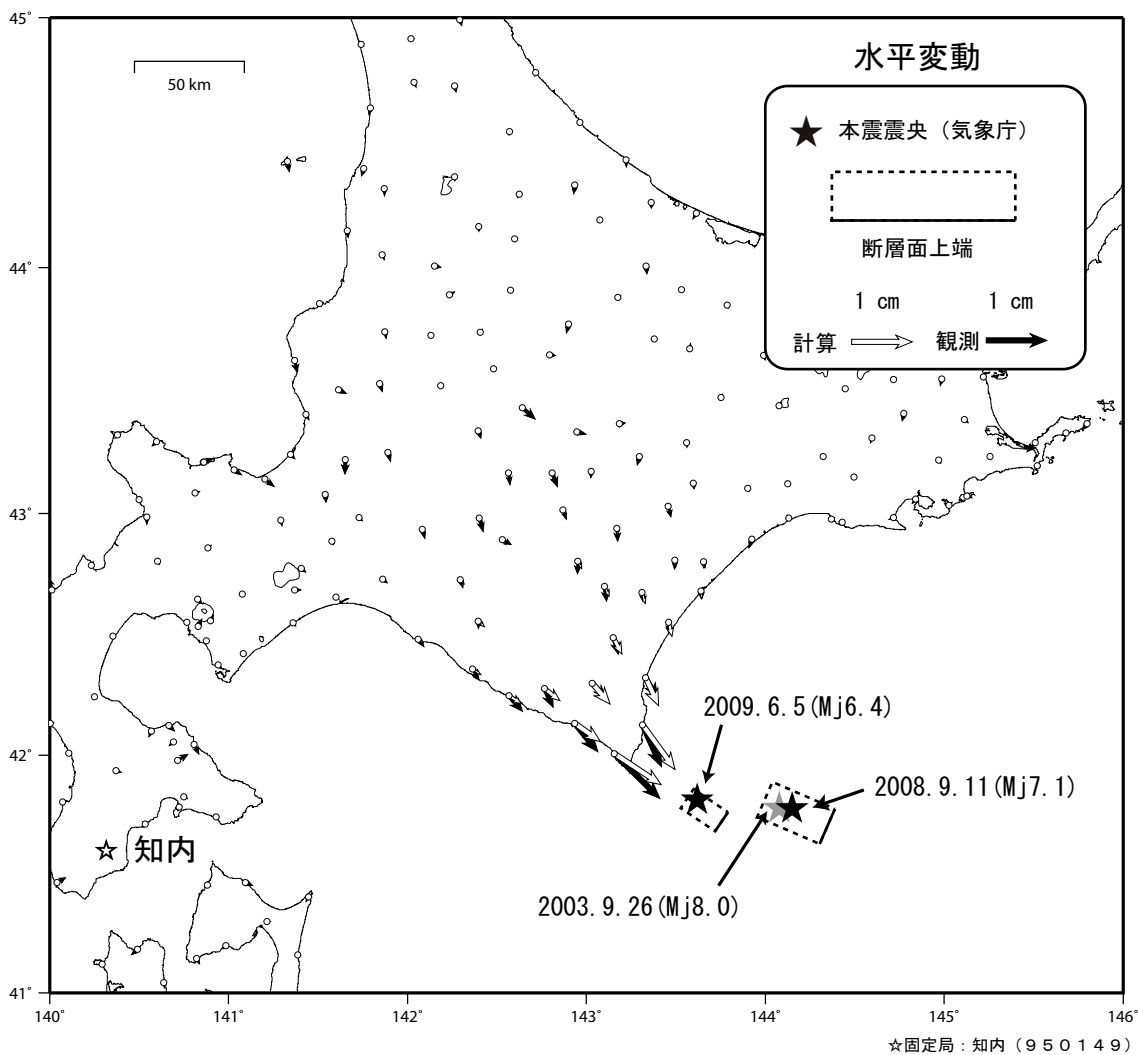 45°
50 km
水平変動
本震震央（気象庁）
断層面上端
1 cm 1 cm
計算 観測
44°
43°
42°
2009.6.5(Mj6.4)
2008.9.11(Mj7.1)
☆ 知内
2003.9.26(Mj8.0)
41°
140° 141° 142° 143° 144° 145° 146°
☆固定局：知内（９５０１４９）